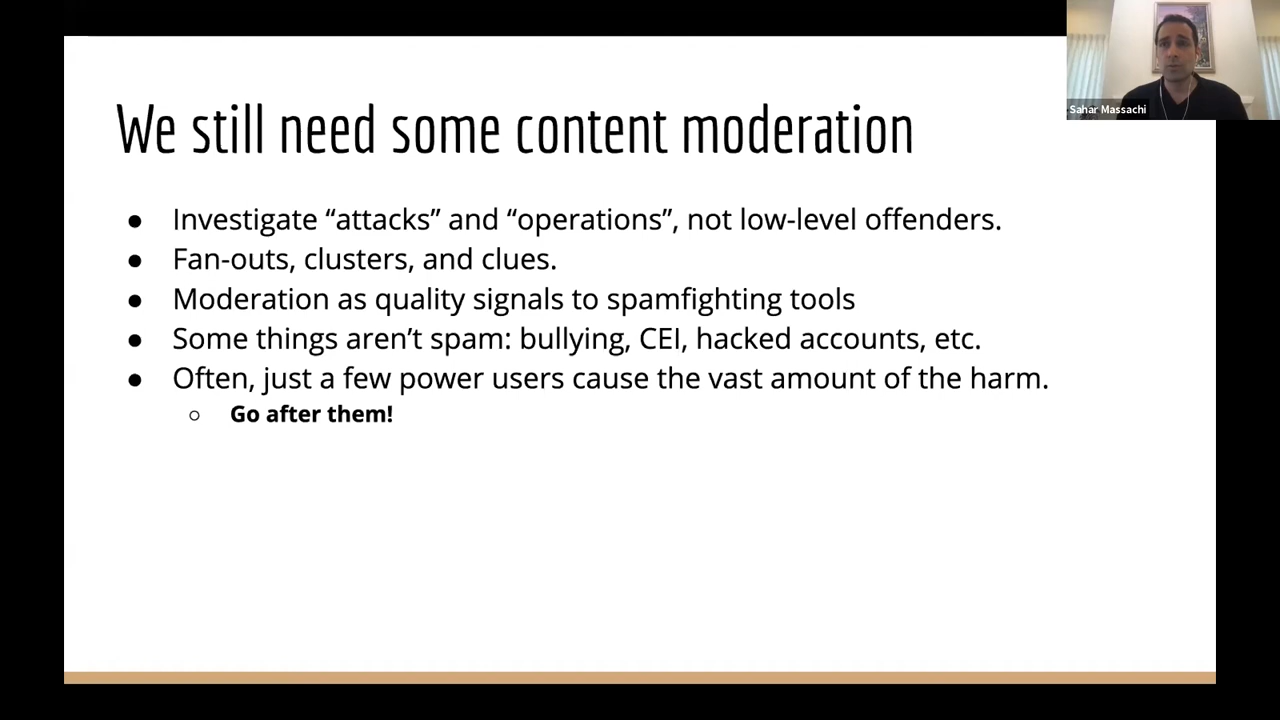 Sahar Massachi
We still need some content moderation
● Investigate “attacks” and “operations”, not low-level offenders.
● Fan-outs, clusters, and clues.
● Moderation as quality signals to spamfighting tools
● Some things aren’t spam: bullying, CEI, hacked accounts, etc.
● Often, just a few power users cause the vast amount of the harm.
○ Go after them!